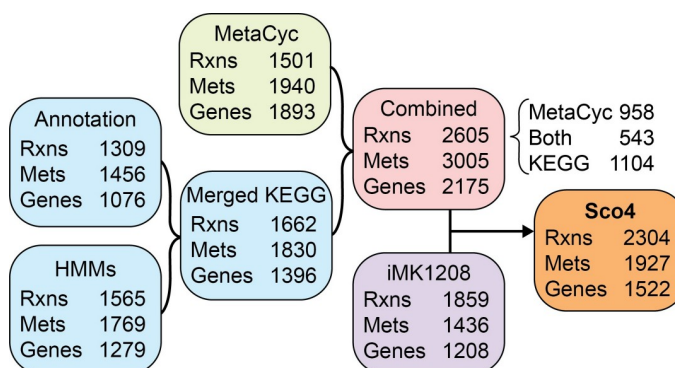 MetaCyc
Rxns 1501
Mets 1940
Genes 1893
Annotation
Rxns 1309
Mets 1456
Genes 1076
HMMs
Rxns 1565
Mets 1769
Genes 1279
Merged KEGG
Rxns 1662
Mets 1830
Genes 1396
Combined
Rxns 2605
Mets 3005
Genes 2175
MetaCyc 958
Both 543
KEGG 1104
iMK1208
Rxns 1859
Mets 1436
Genes 1208
Sco4
Rxns 2304
Mets 1927
Genes 1522